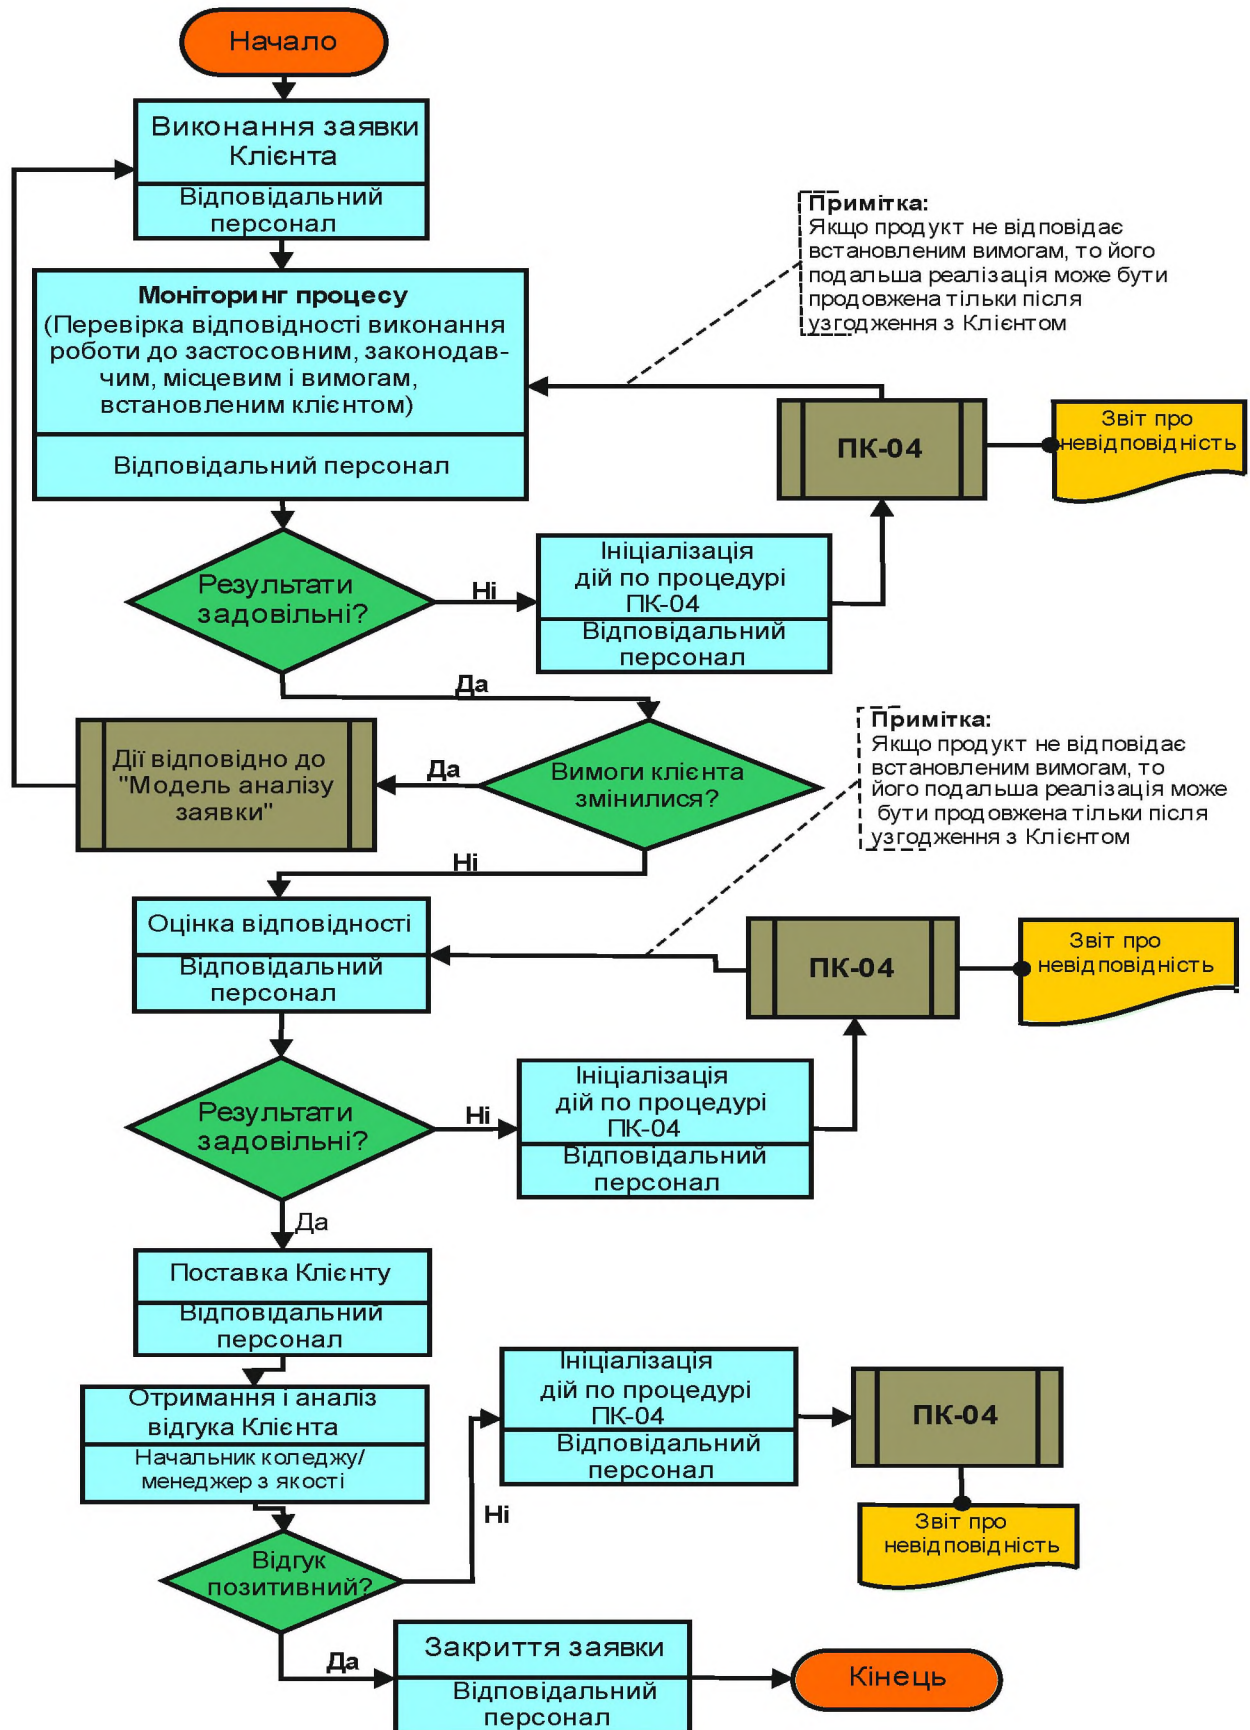 Начало
Виконання заявки
Клієнта
Відповідальний
персонал
Примітка:
Якщо продукт не відповідає
встановленим вимогам, то його
подальша реалізація може бути
продовжена тільки після
узгодження з Клієнтом
Моніторинг процесу
(Перевірка відповідності виконання
роботи до застосовним, законодав-
чим, місцевим і вимогам,
встановленим клієнтом)
Відповідальний персонал
ПК-04
Звіт про
невідповідність
Результати
задовільні?
Ні
Ініціалізація
дій по процедурі
ПК-04
Відповідальний
персонал
Да
Примітка:
Якщо продукт не відповідає
встановленим вимогам, то
його подальша реалізація може
бути продовжена тільки після
узгодження з Клієнтом
Дії відповідно до
"Модель аналізу
заявки"
Да
Вимоги клієнта
змінилися?
Ні
Оцінка відповідності
Відповідальний
персонал
ПК-04
Звіт про
невідповідність
Результати
задовільні?
Ні
Ініціалізація
дій по процедурі
ПК-04
Відповідальний
персонал
Да
Поставка Клієнту
Відповідальний
персонал
Отримання і аналіз
відгука Клієнта
Начальник коледжу/
менеджер з якості
Ініціалізація
дій по процедурі
ПК-04
Відповідальний
персонал
ПК-04
Звіт про
невідповідність
Ні
Відгук
позитивний?
Да
Закриття заявки
Відповідальний
персонал
Кінець